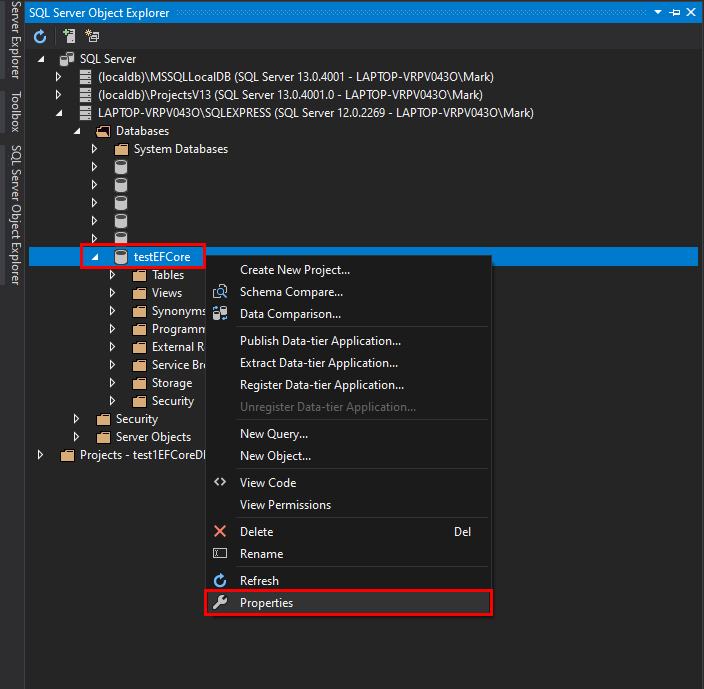 SQL Server Object Explorer
Server Explorer
Toolbox
SQL Server Object Explorer
SQL Server
(localdb)\MSSQLLocalDB (SQL Server 13.0.4001 - LAPTOP-VRPV043O\Mark)
(localdb)\ProjectsV13 (SQL Server 13.0.4001.0 - LAPTOP-VRPV043O\Mark)
LAPTOP-VRPV043O\SQLEXPRESS (SQL Server 12.0.2269 - LAPTOP-VRPV043O\Mark)
Databases
System Databases
testEFCore
Tables
Views
Synonyms
Programm
External R
Service Bro
Storage
Security
Security
Server Objects
Projects - test1EFCoreD
Create New Project...
Schema Compare...
Data Comparison...
Publish Data-tier Application...
Extract Data-tier Application...
Register Data-tier Application...
Unregister Data-tier Application...
New Query...
New Object...
View Code
View Permissions
Delete Del
Rename
Refresh
Properties